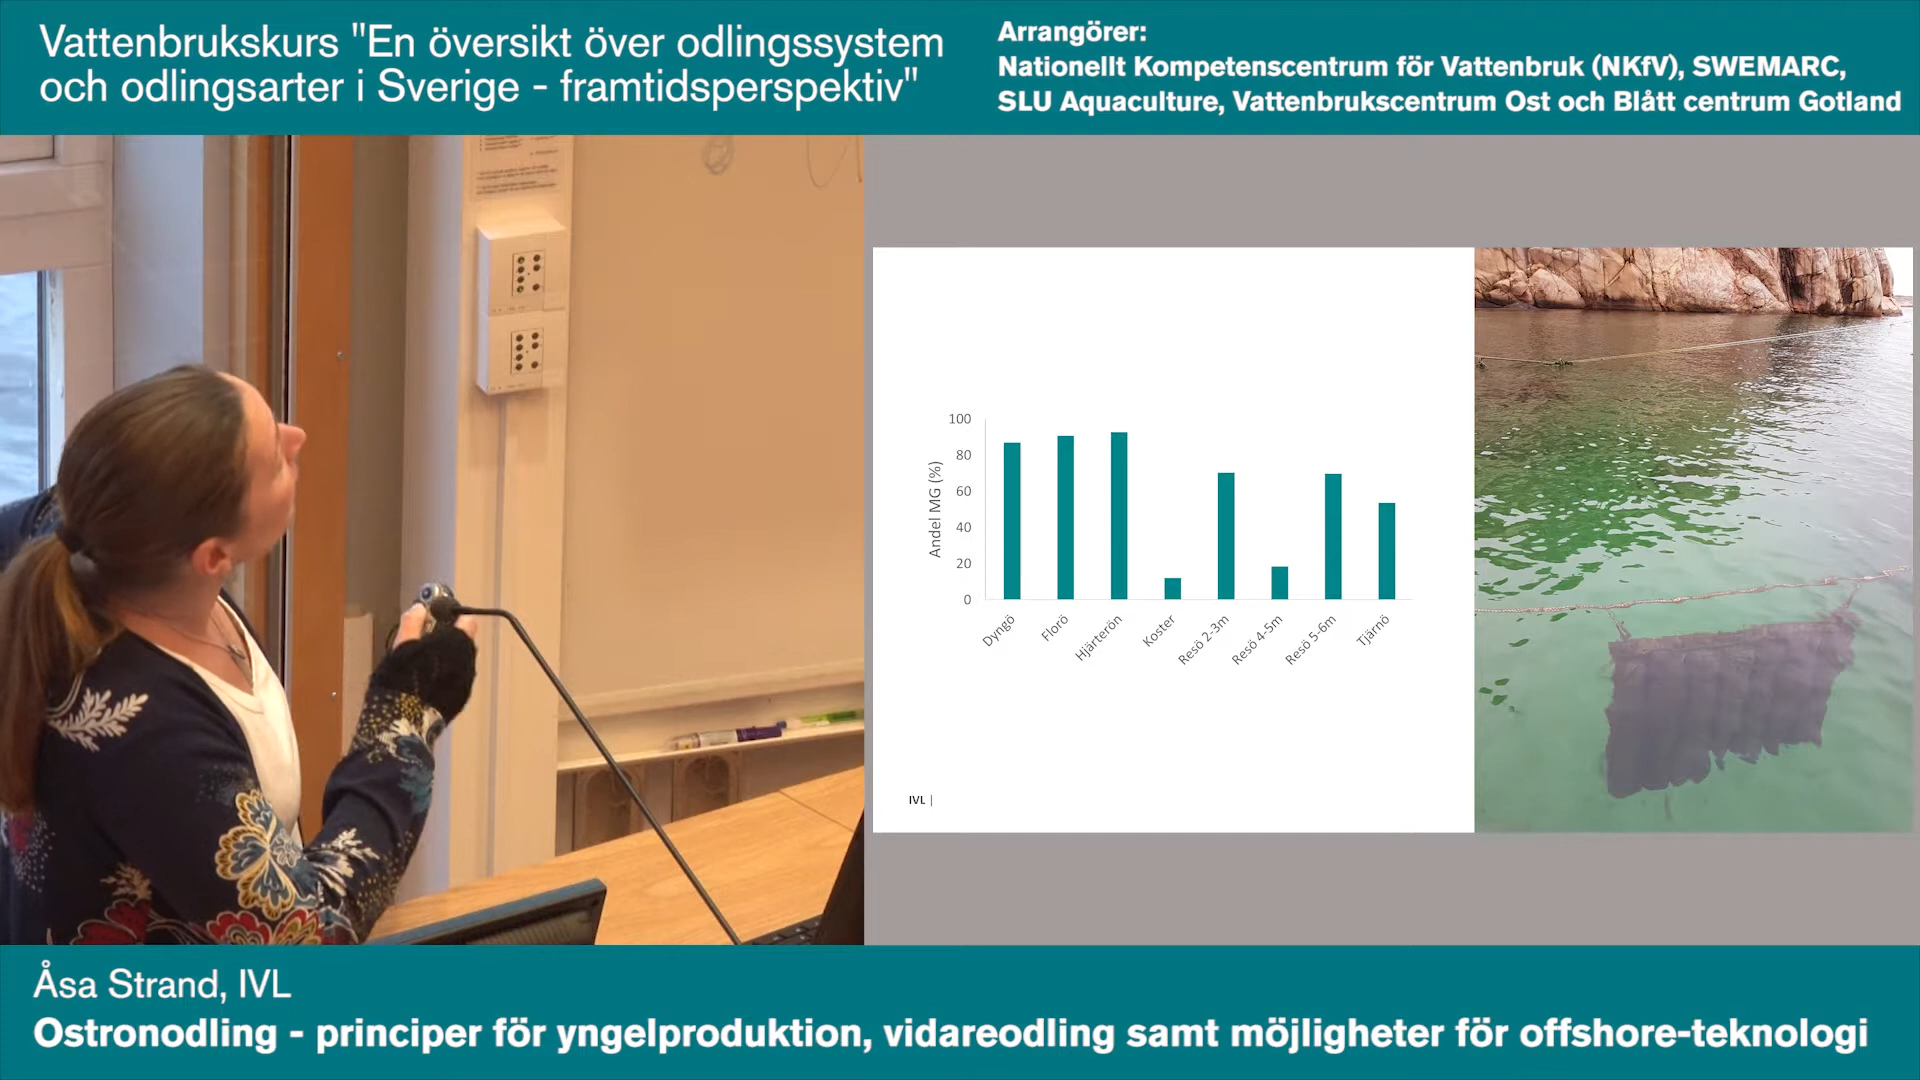 Vattenbrukskurs "En översikt över odlingssystem
och odlingsarter i Sverige - framtidsperspektiv"
Arrangörer:
Nationellt Kompetenscentrum för Vattenbruk (NKfV), SWEMARC,
SLU Aquaculture, Vattenbrukscentrum Ost och Blått centrum Gotland
Andel MG (%)
100
80
60
40
20
0
Dyngö
Florö
Hjärterön
Koster
Resö 2-3m
Resö 4-5m
Resö 5-6m
Tjärnö
IVL |
Åsa Strand, IVL
Ostronodling - principer för yngelproduktion, vidareodling samt möjligheter för offshore-teknologi